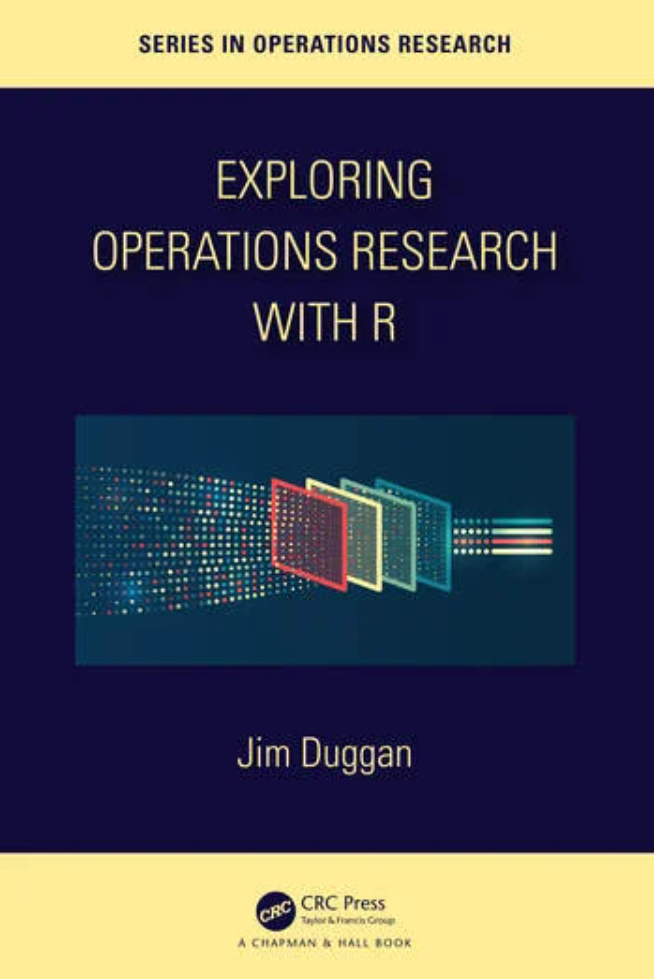 SERIES IN OPERATIONS RESEARCH
EXPLORING
OPERATIONS RESEARCH
WITH R
Jim Duggan
CRC
CRC Press
Taylor & Francis Group
A CHAPMAN & HALL BOOK